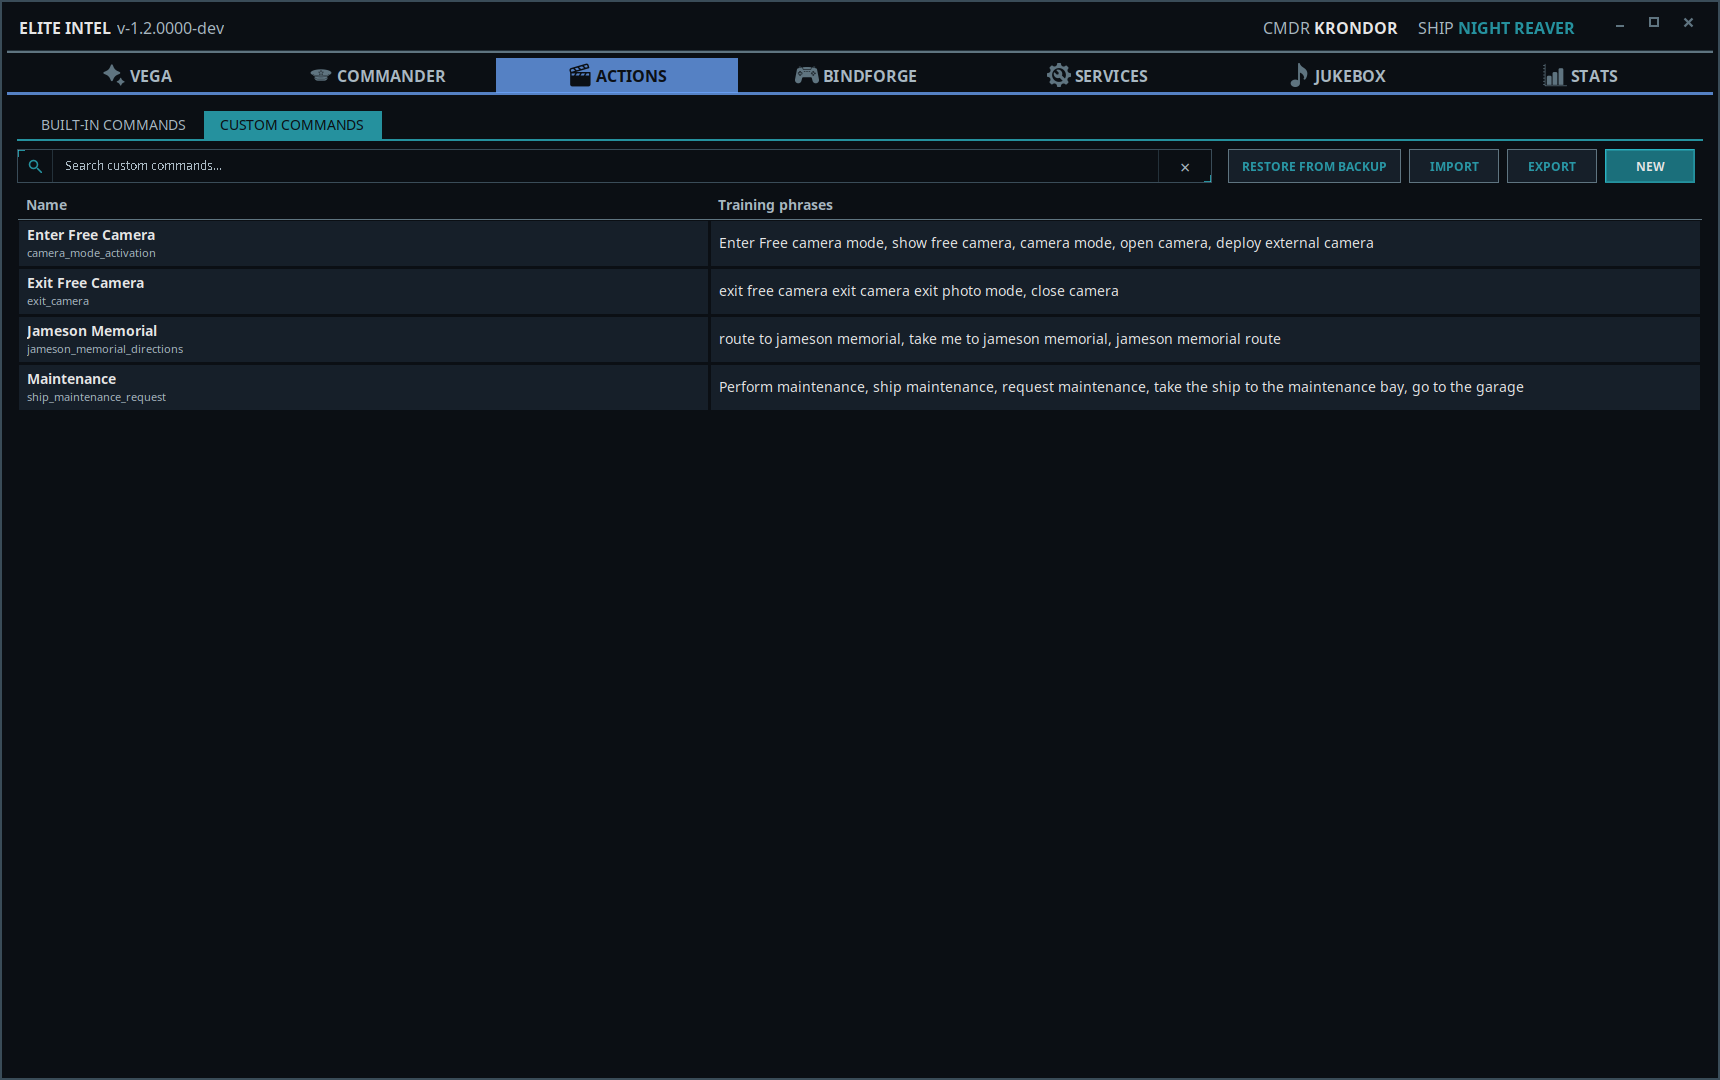 ELITE INTEL v-1.2.0000-dev CMDR KRONDOR SHIP NIGHT REAVER
VEGA COMMANDER ACTIONS BINDFORGE SERVICES JUKEBOX STATS
BUILT-IN COMMANDS CUSTOM COMMANDS
Search custom commands... × RESTORE FROM BACKUP IMPORT EXPORT NEW
Name Training phrases
Enter Free Camera
camera_mode_activation
Enter Free camera mode, show free camera, camera mode, open camera, deploy external camera
Exit Free Camera
exit_camera
exit free camera exit camera exit photo mode, close camera
Jameson Memorial
jameson_memorial_directions
route to jameson memorial, take me to jameson memorial, jameson memorial route
Maintenance
ship_maintenance_request
Perform maintenance, ship maintenance, request maintenance, take the ship to the maintenance bay, go to the garage